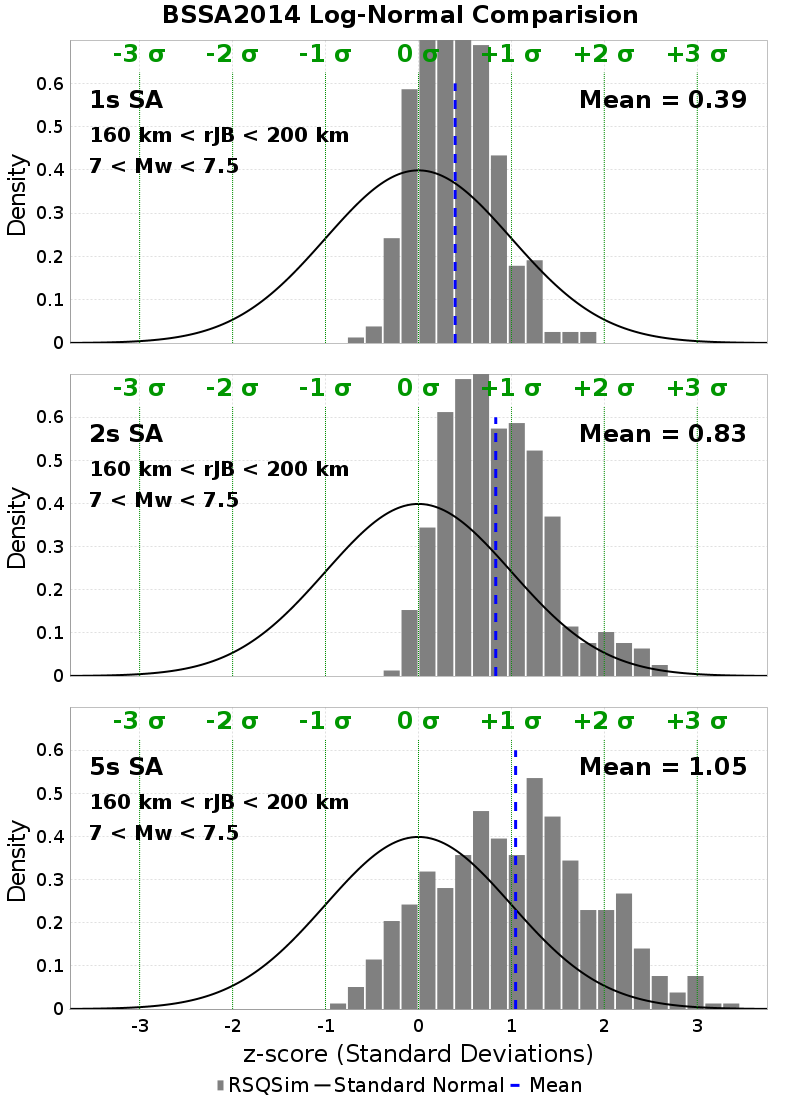 BSSA2014 Log-Normal Comparision
-3 σ -2 σ -1 σ 0 σ +1 σ +2 σ +3 σ
1s SA Mean = 0.39
160 km < rJB < 200 km
7 < Mw < 7.5
Density
0.6
0.5
0.4
0.3
0.2
0.1
0
-3 σ -2 σ -1 σ 0 σ +1 σ +2 σ +3 σ
2s SA Mean = 0.83
160 km < rJB < 200 km
7 < Mw < 7.5
Density
0.6
0.5
0.4
0.3
0.2
0.1
0
-3 σ -2 σ -1 σ 0 σ +1 σ +2 σ +3 σ
5s SA Mean = 1.05
160 km < rJB < 200 km
7 < Mw < 7.5
Density
0.6
0.5
0.4
0.3
0.2
0.1
0
-3 -2 -1 0 1 2 3
z-score (Standard Deviations)
RSQSim Standard Normal Mean